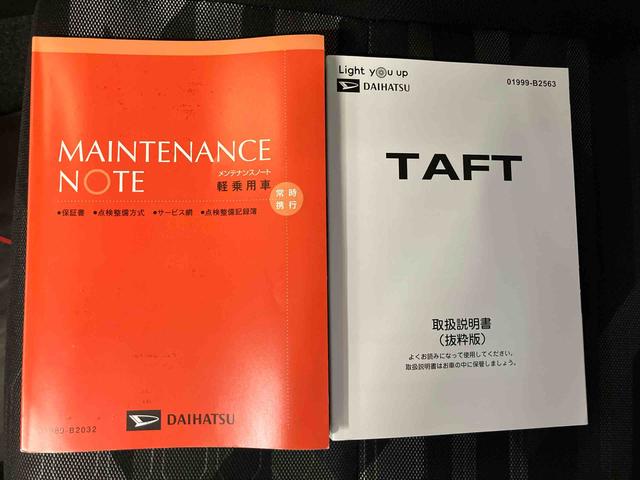 MAINTENANCE
NOTE
メンテナンスノート
軽乗用車
常時
携行
●保証書 ●点検整備方式 ●サービス網 ●点検整備記録簿
DAIHATSU
01989-B2032
Light you up
DAIHATSU
01999-B2563
TAFT
取扱説明書
（抜粋版）
よくお読みになって使用してください。
取扱説明書はお車の中に保管しましょう。